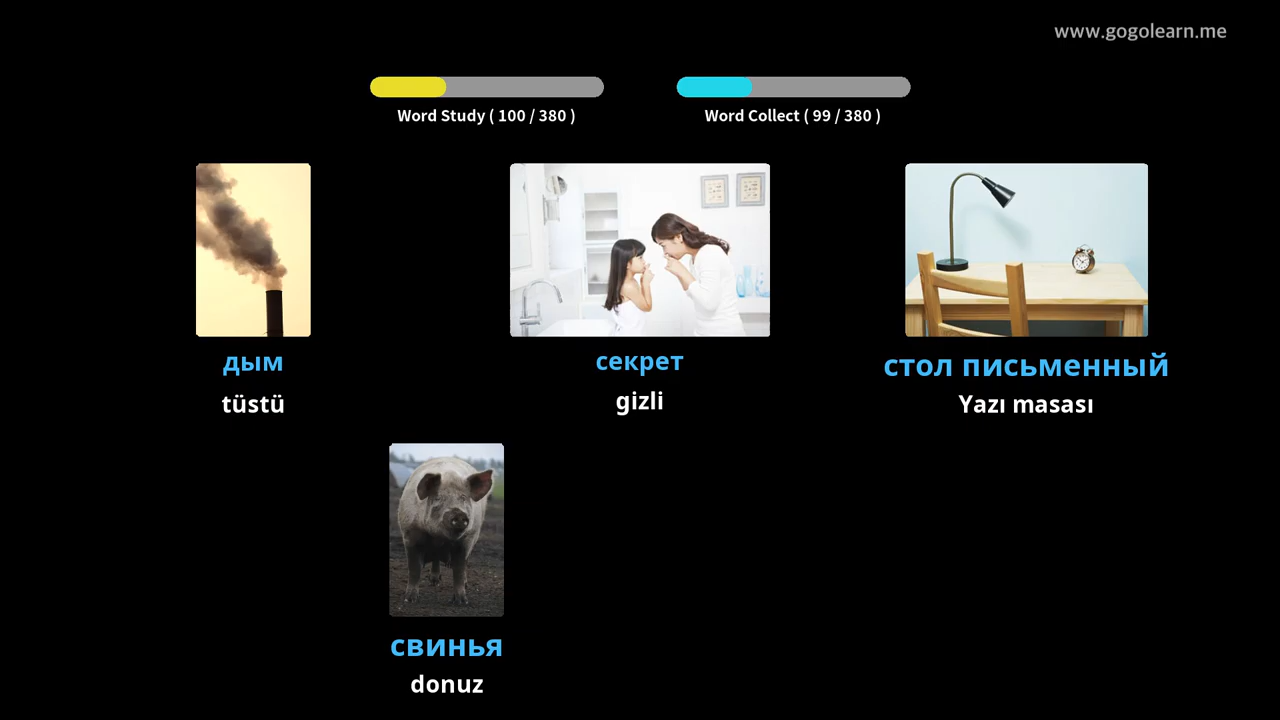 www.gogolearn.me
Word Study ( 100 / 380 )
Word Collect ( 99 / 380 )
дым
tüstü
секрет
gizli
стол письменный
Yazı masası
свинья
donuz